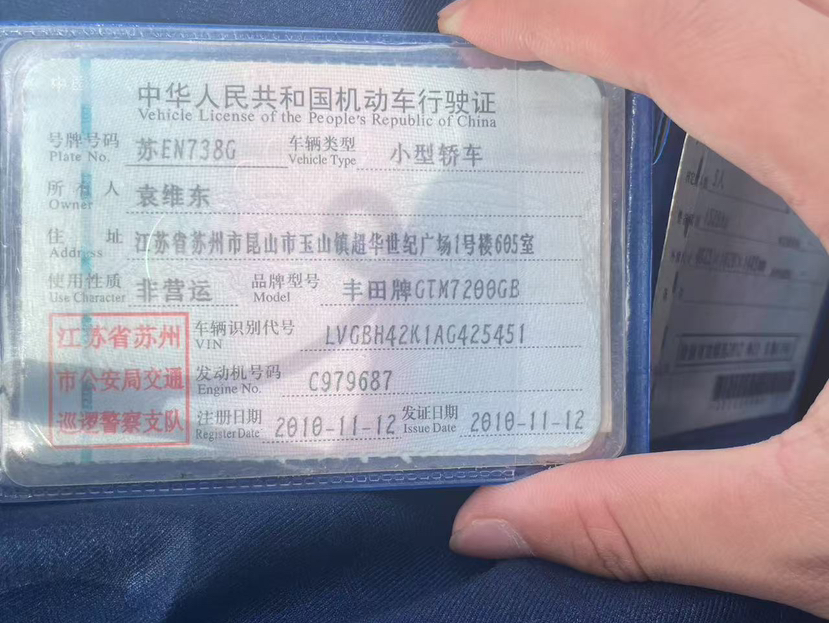 中华人民共和国机动车行驶证
Vehicle License of the People's Republic of China
号牌号码 苏EN738G 车辆类型 小型轿车
Plate No. Vehicle Type
所有人 袁维东
Owner
住址 江苏省苏州市昆山市玉山镇超华世纪广场1号楼605室
Address
使用性质 非营运 品牌型号 丰田牌GTM7200GB
Use Character Model
江苏省苏州 车辆识别代号 LVGBH42K1AG425451
VIN
市公安局交通 发动机号码 C979687
Engine No.
巡逻警察支队 注册日期 2010-11-12 发证日期 2010-11-12
Register Date Issue Date